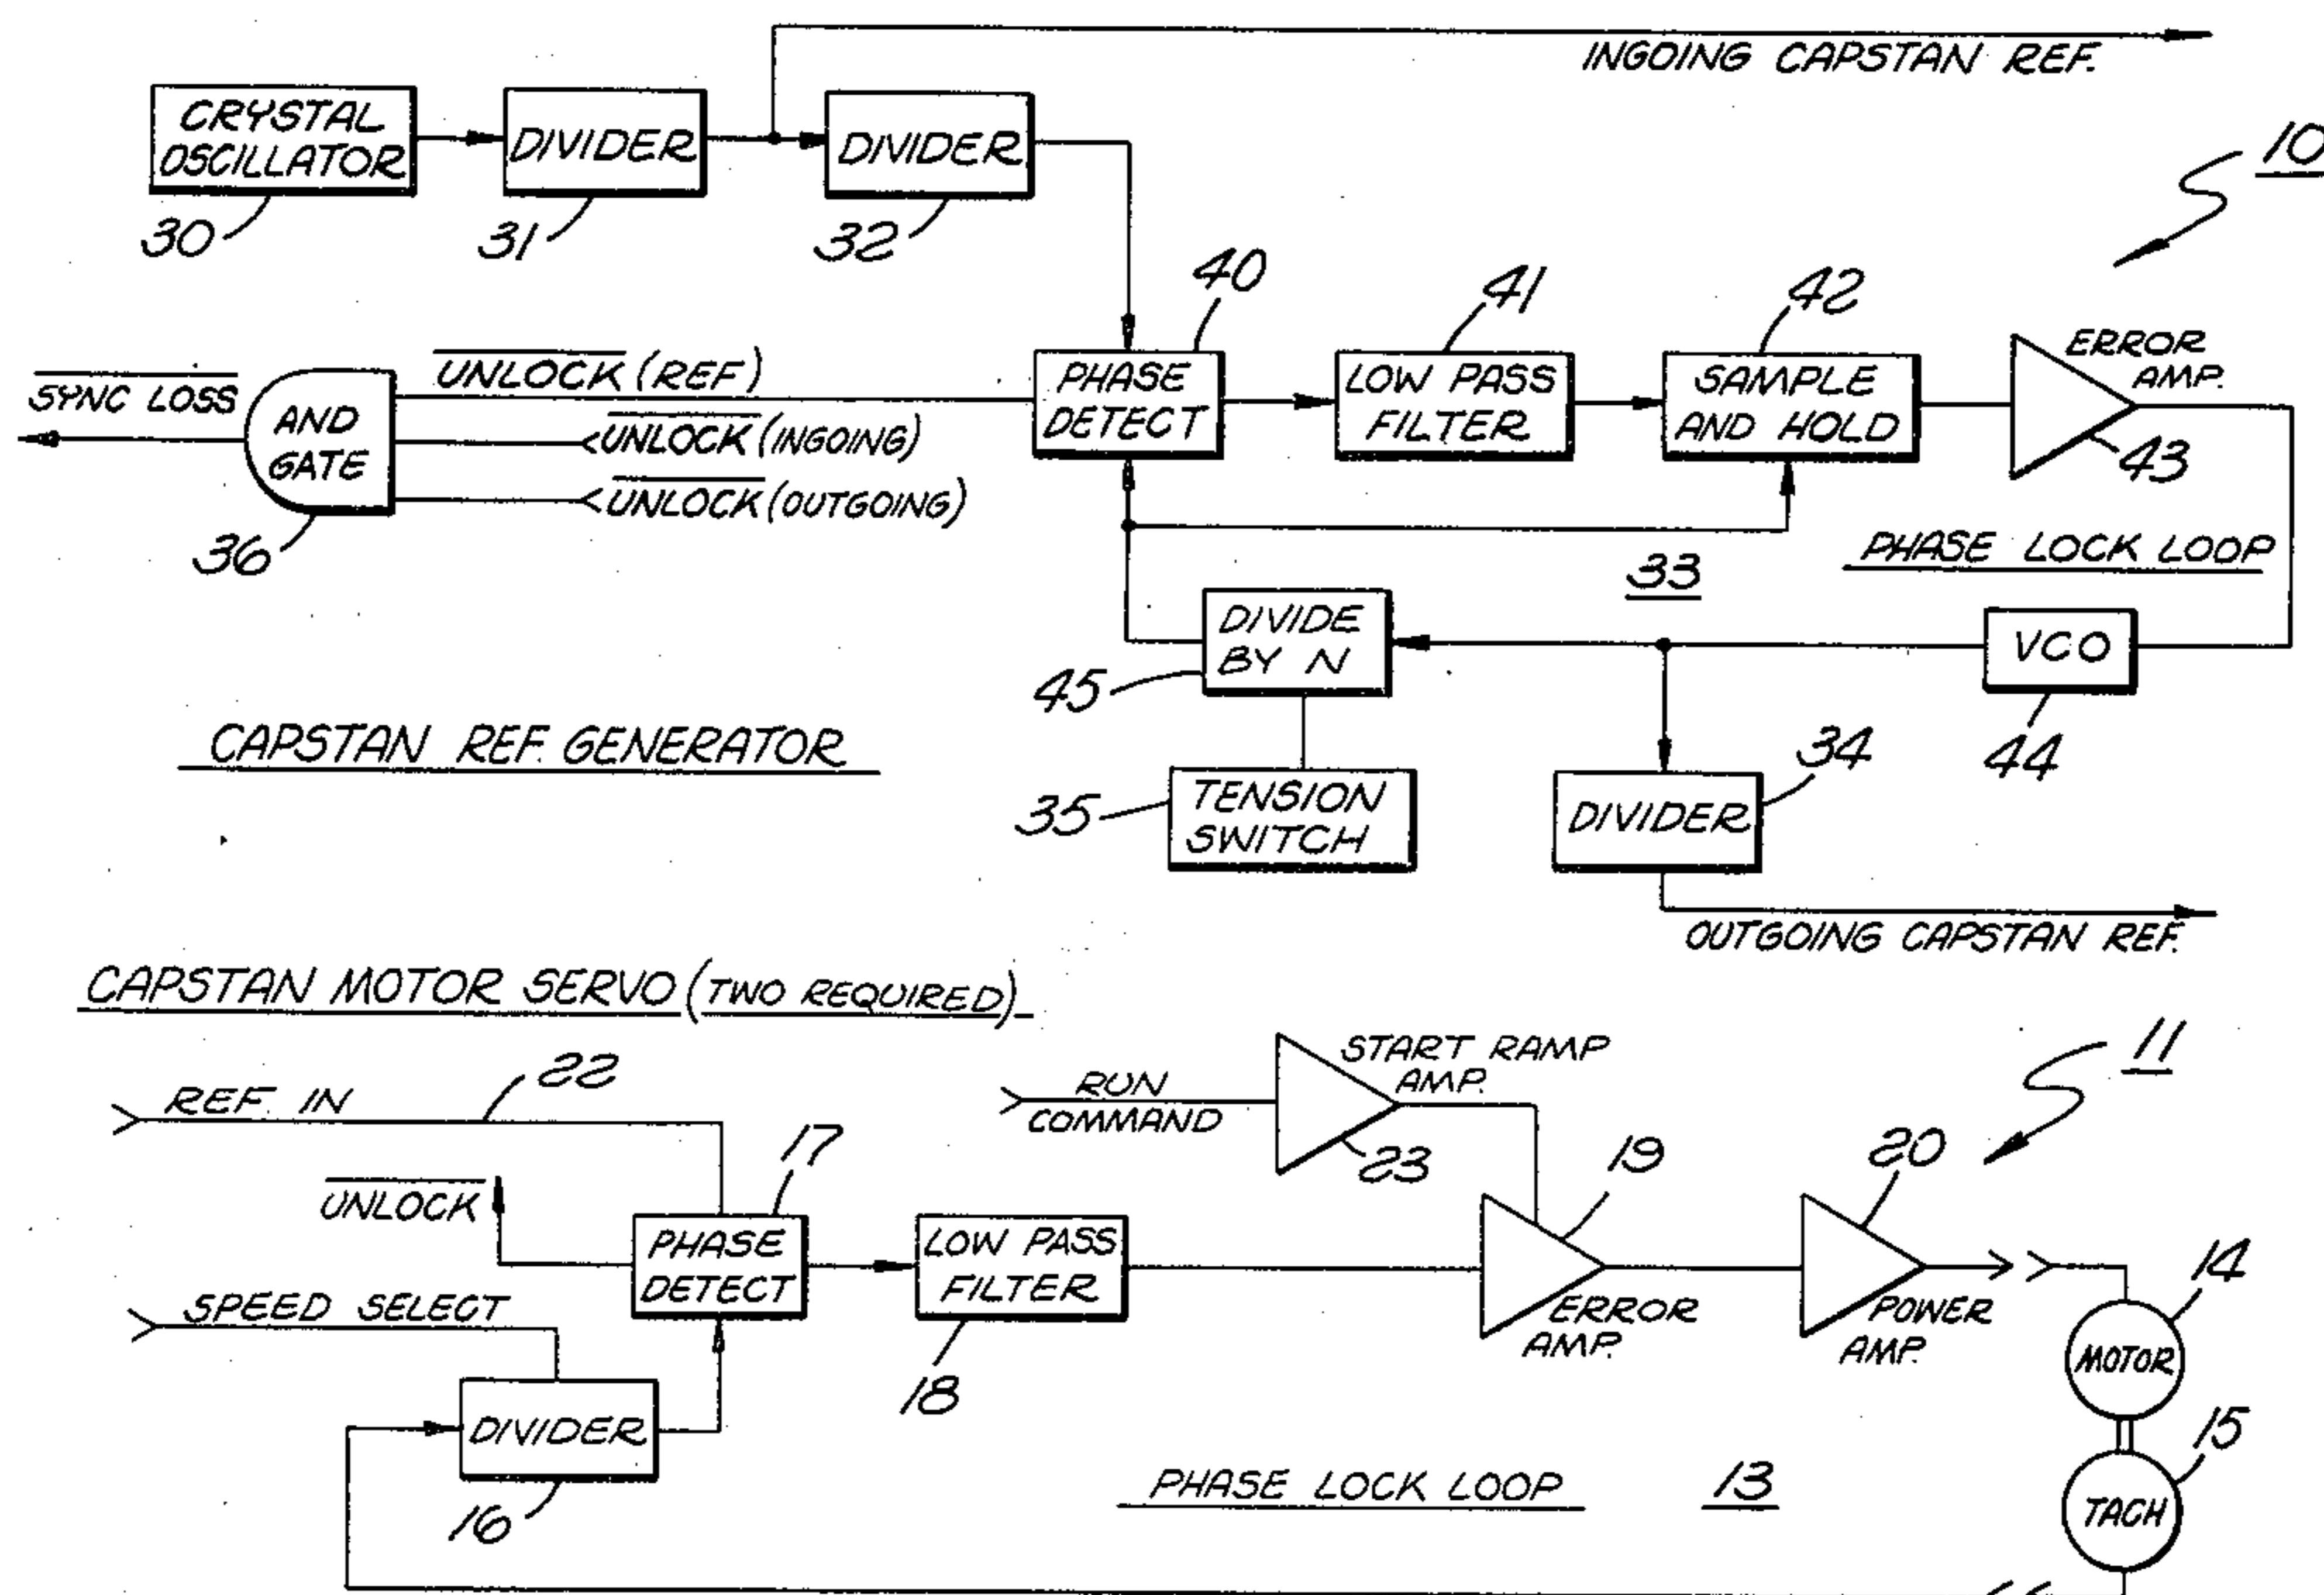 INGOING CAPSTAN REF.
CRYSTAL
OSCILLATOR
DIVIDER
DIVIDER
10
30
31
32
40
41
42
ERROR
AMP.
SYNC LOSS
UNLOCK (REF)
AND
GATE
UNLOCK (INGOING)
UNLOCK (OUTGOING)
PHASE
DETECT
LOW PASS
FILTER
SAMPLE
AND HOLD
43
36
33
PHASE LOCK LOOP
DIVIDE
BY N
VCO
45
44
CAPSTAN REF. GENERATOR
34
35
TENSION
SWITCH
DIVIDER
OUTGOING CAPSTAN REF.
CAPSTAN MOTOR SERVO (TWO REQUIRED)
11
REF. IN
22
RUN
COMMAND
START RAMP
AMP.
23
17
19
20
UNLOCK
PHASE
DETECT
LOW PASS
FILTER
ERROR
AMP.
POWER
AMP.
14
MOTOR
SPEED SELECT
18
DIVIDER
16
PHASE LOCK LOOP
13
15
TACH